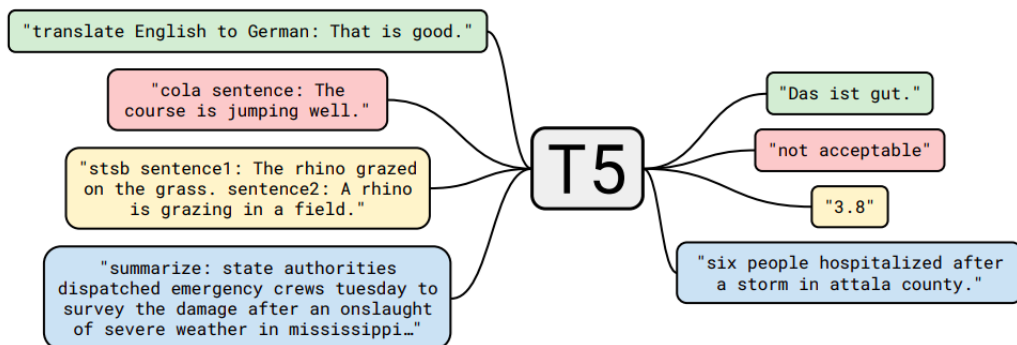 "translate English to German: That is good."
"cola sentence: The
course is jumping well."
"stsb sentence1: The rhino grazed
on the grass. sentence2: A rhino
is grazing in a field."
"summarize: state authorities
dispatched emergency crews tuesday to
survey the damage after an onslaught
of severe weather in mississippi…"
T5
"Das ist gut."
"not acceptable"
"3.8"
"six people hospitalized after
a storm in attala county."